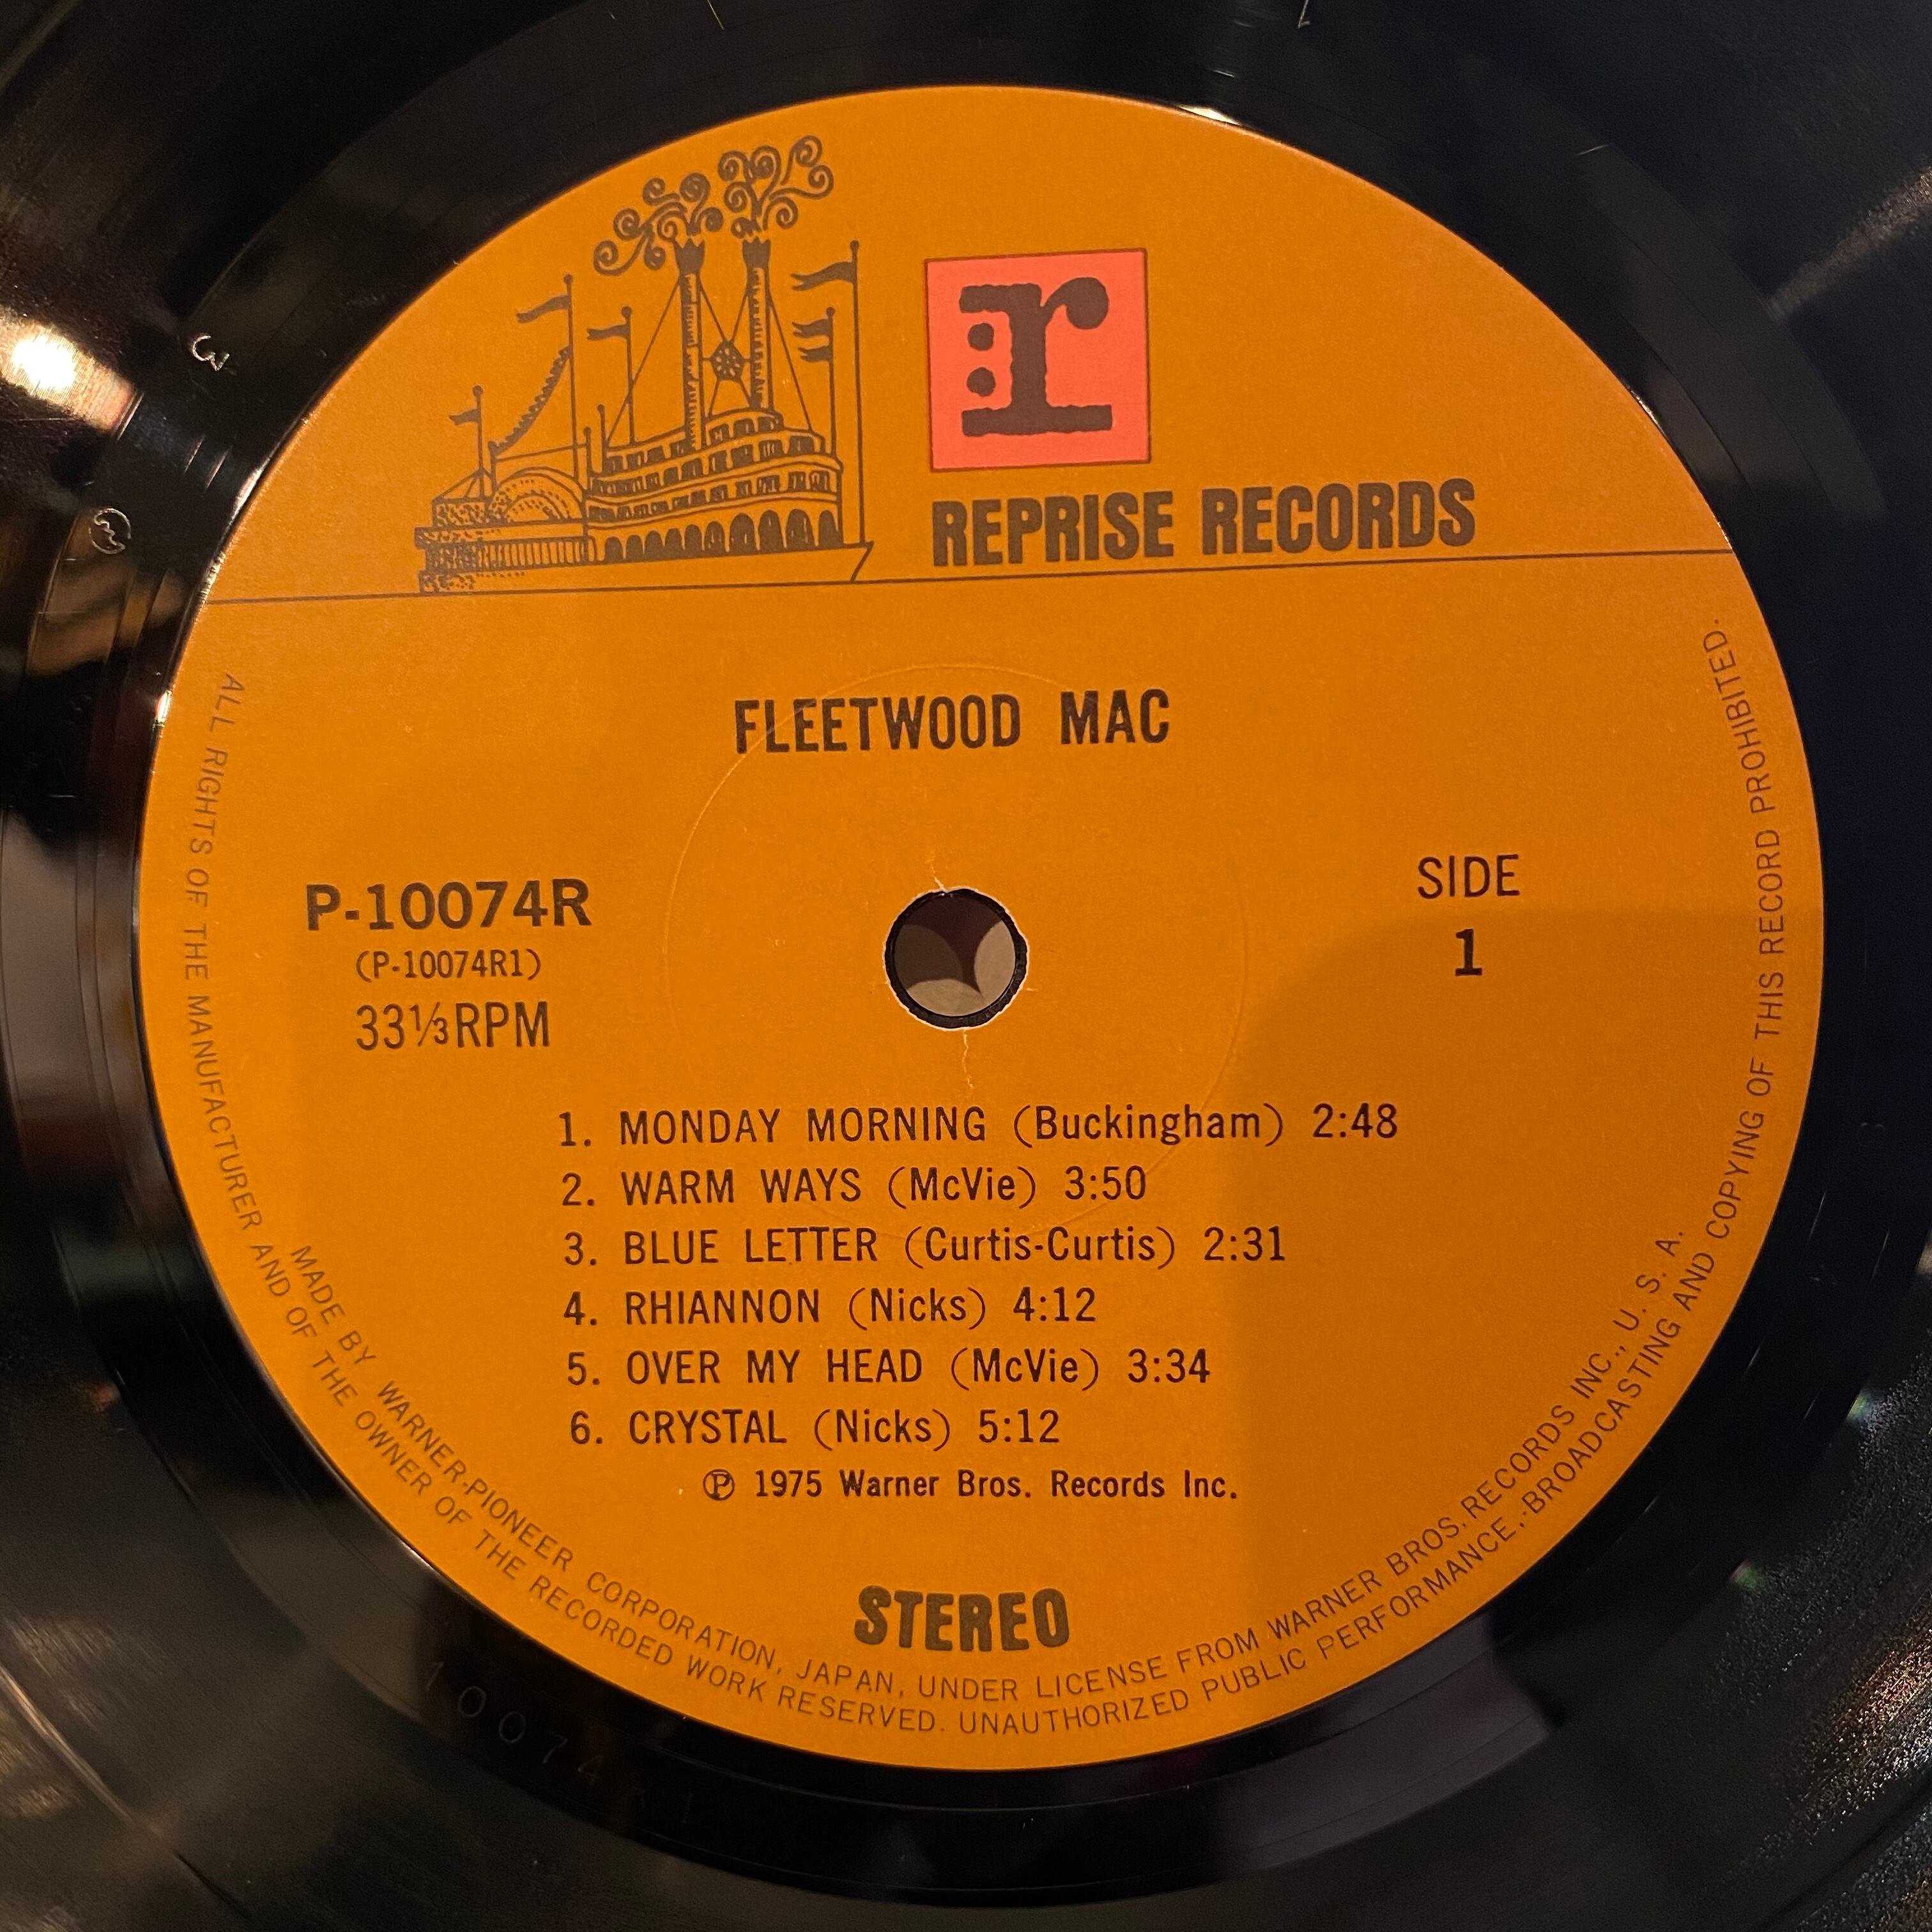 r:
REPRISE RECORDS
FLEETWOOD MAC
P-10074R
(P-10074R1)
33⅓RPM
SIDE
1
1. MONDAY MORNING (Buckingham) 2:48
2. WARM WAYS (McVie) 3:50
3. BLUE LETTER (Curtis-Curtis) 2:31
4. RHIANNON (Nicks) 4:12
5. OVER MY HEAD (McVie) 3:34
6. CRYSTAL (Nicks) 5:12
Ⓟ 1975 Warner Bros. Records Inc.
STEREO
MADE BY WARNER-PIONEER CORPORATION, JAPAN, UNDER LICENSE FROM WARNER BROS. RECORDS INC., U. S. A.
ALL RIGHTS OF THE MANUFACTURER AND OF THE OWNER OF THE RECORDED WORK RESERVED. UNAUTHORIZED PUBLIC PERFORMANCE,-BROADCASTING AND COPYING OF THIS RECORD PROHIBITED.
10074